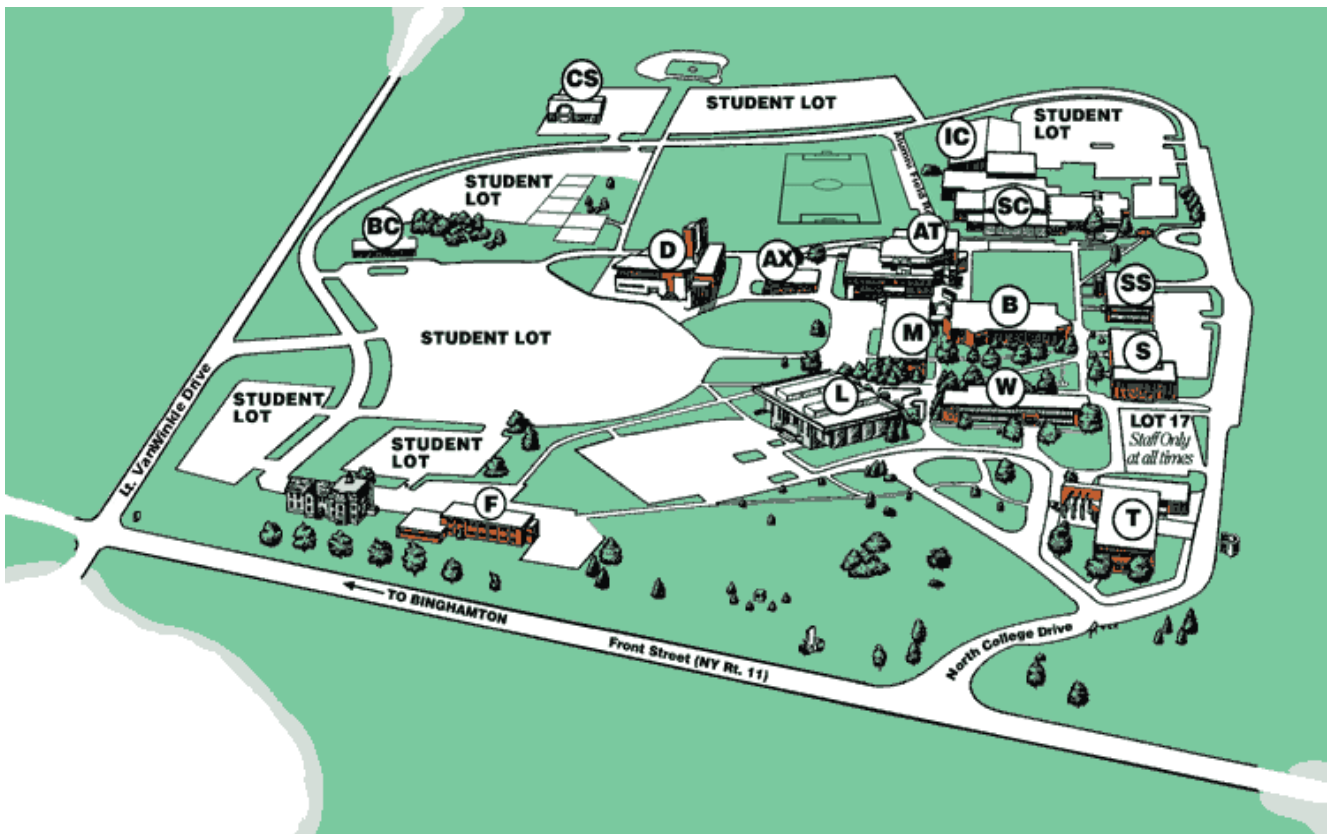 CS
STUDENT LOT
IC
STUDENT
LOT
Alumni Field
STUDENT
LOT
SC
BC
D
AX
AT
SS
B
M
S
STUDENT LOT
L
W
STUDENT
LOT
LOT 17
Staff Only
at all times
STUDENT
LOT
Lt. VanWinkle Drive
F
T
TO BINGHAMTON
Front Street (NY Rt. 11)
North College Drive